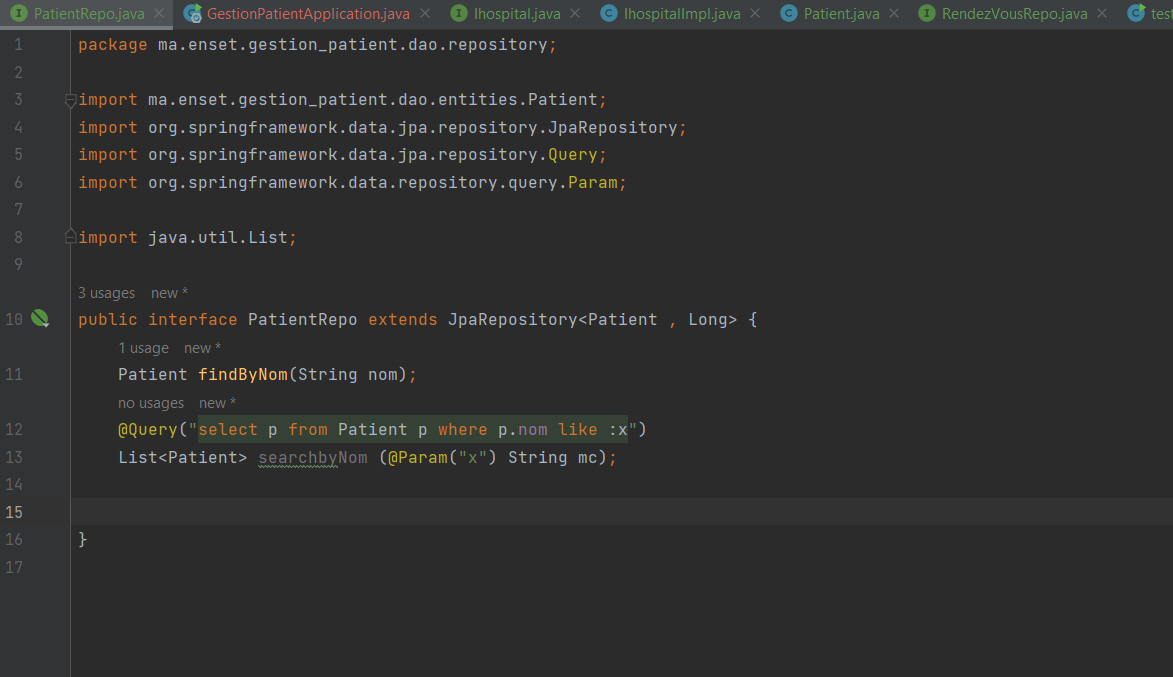 PatientRepo.java GestionPatientApplication.java Ihospital.java IhospitalImpl.java Patient.java RendezVousRepo.java
1 package ma.enset.gestion_patient.dao.repository;
2
3 import ma.enset.gestion_patient.dao.entities.Patient;
4 import org.springframework.data.jpa.repository.JpaRepository;
5 import org.springframework.data.jpa.repository.Query;
6 import org.springframework.data.repository.query.Param;
7
8 import java.util.List;
9
3 usages new *
10 public interface PatientRepo extends JpaRepository<Patient , Long> {
1 usage new *
11 Patient findByNom(String nom);
no usages new *
12 @Query("select p from Patient p where p.nom like :x")
13 List<Patient> searchbyNom (@Param("x") String mc);
14
15
16 }
17